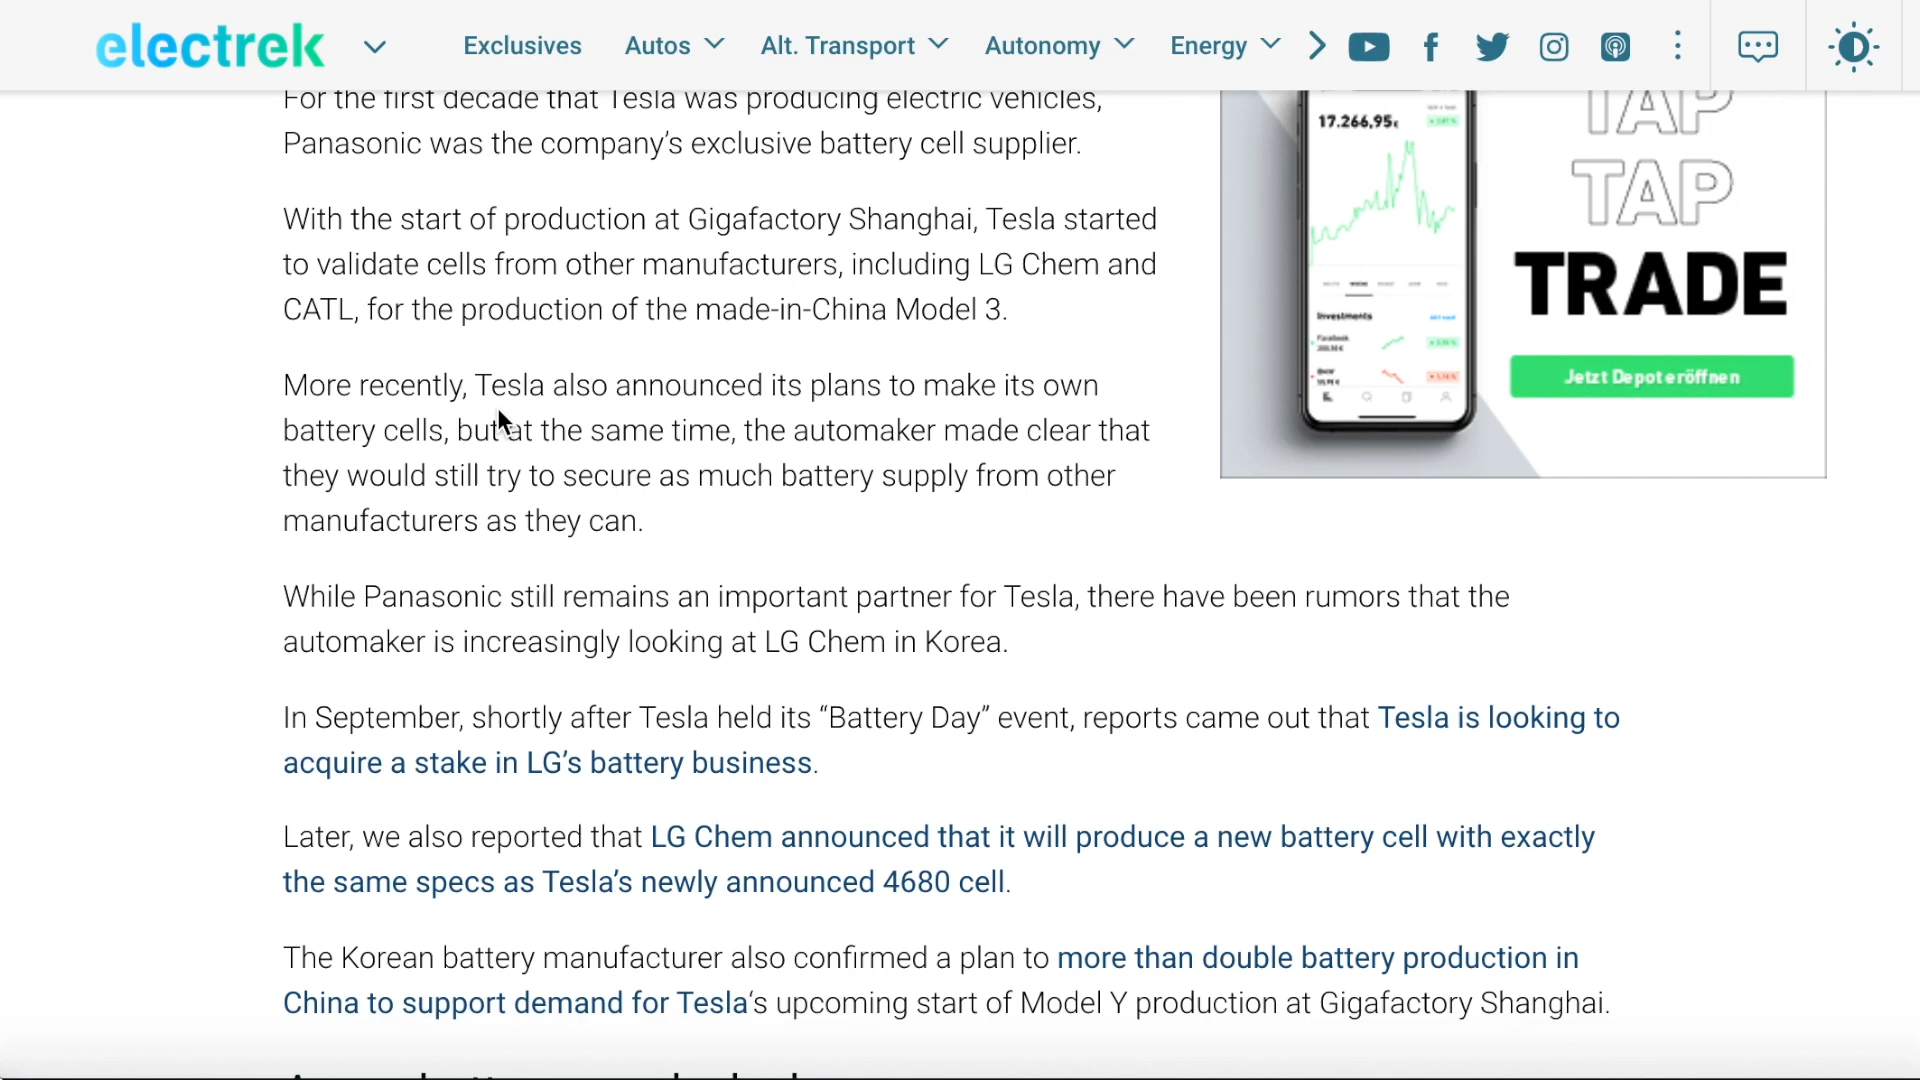 electrek
Exclusives Autos Alt. Transport Autonomy Energy
For the first decade that Tesla was producing electric vehicles,
Panasonic was the company’s exclusive battery cell supplier.
With the start of production at Gigafactory Shanghai, Tesla started
to validate cells from other manufacturers, including LG Chem and
CATL, for the production of the made-in-China Model 3.
More recently, Tesla also announced its plans to make its own
battery cells, but at the same time, the automaker made clear that
they would still try to secure as much battery supply from other
manufacturers as they can.
While Panasonic still remains an important partner for Tesla, there have been rumors that the
automaker is increasingly looking at LG Chem in Korea.
In September, shortly after Tesla held its “Battery Day” event, reports came out that Tesla is looking to
acquire a stake in LG’s battery business.
Later, we also reported that LG Chem announced that it will produce a new battery cell with exactly
the same specs as Tesla’s newly announced 4680 cell.
The Korean battery manufacturer also confirmed a plan to more than double battery production in
China to support demand for Tesla‘s upcoming start of Model Y production at Gigafactory Shanghai.
17.266,95€
Investments
Facebook
TAP
TAP
TRADE
Jetzt Depot eröffnen